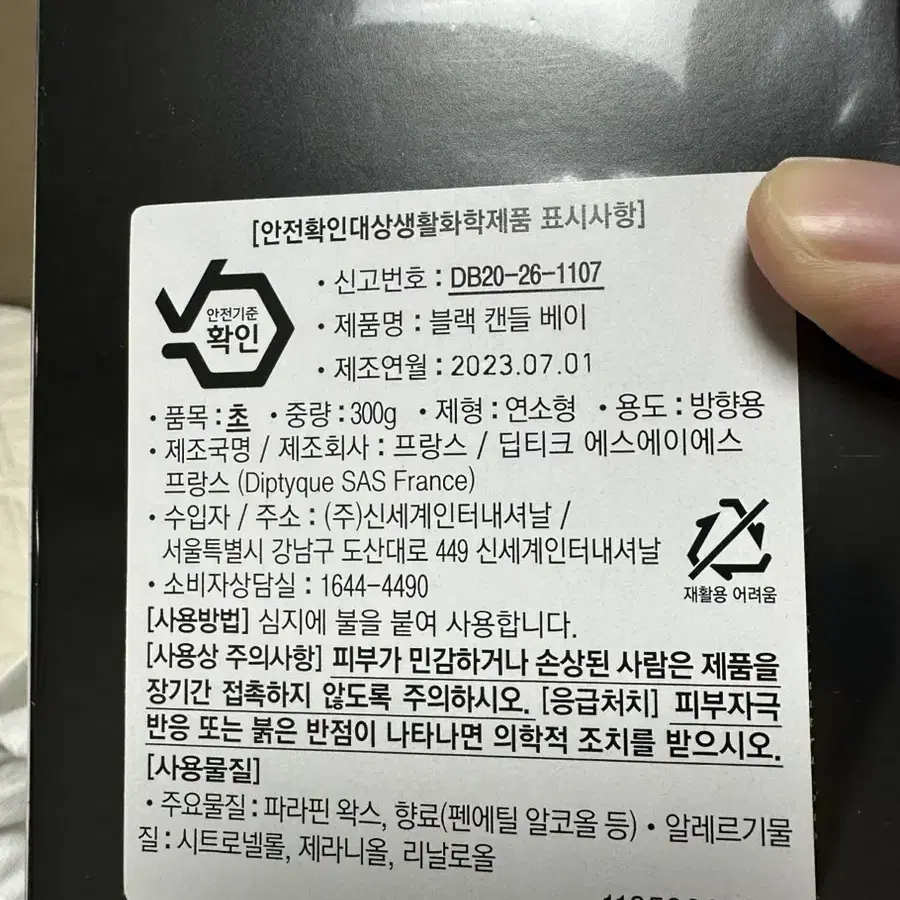 [안전확인대상생활화학제품 표시사항]
안전기준
확인
• 신고번호 : DB20-26-1107
• 제품명 : 블랙 캔들 베이
• 제조연월 : 2023.07.01
• 품목 : 초 • 중량 : 300g • 제형 : 연소형 • 용도 : 방향용
• 제조국명 / 제조회사 : 프랑스 / 딥티크 에스에이에스
프랑스 (Diptyque SAS France)
• 수입자 / 주소 : (주)신세계인터내셔날 /
서울특별시 강남구 도산대로 449 신세계인터내셔날
• 소비자상담실 : 1644-4490
재활용 어려움
[사용방법] 심지에 불을 붙여 사용합니다.
[사용상 주의사항] 피부가 민감하거나 손상된 사람은 제품을
장기간 접촉하지 않도록 주의하시오. [응급처치] 피부자극
반응 또는 붉은 반점이 나타나면 의학적 조치를 받으시오.
[사용물질]
• 주요물질 : 파라핀 왁스, 향료(펜에틸 알코올 등) • 알레르기물
질 : 시트로넬롤, 제라니올, 리날로올